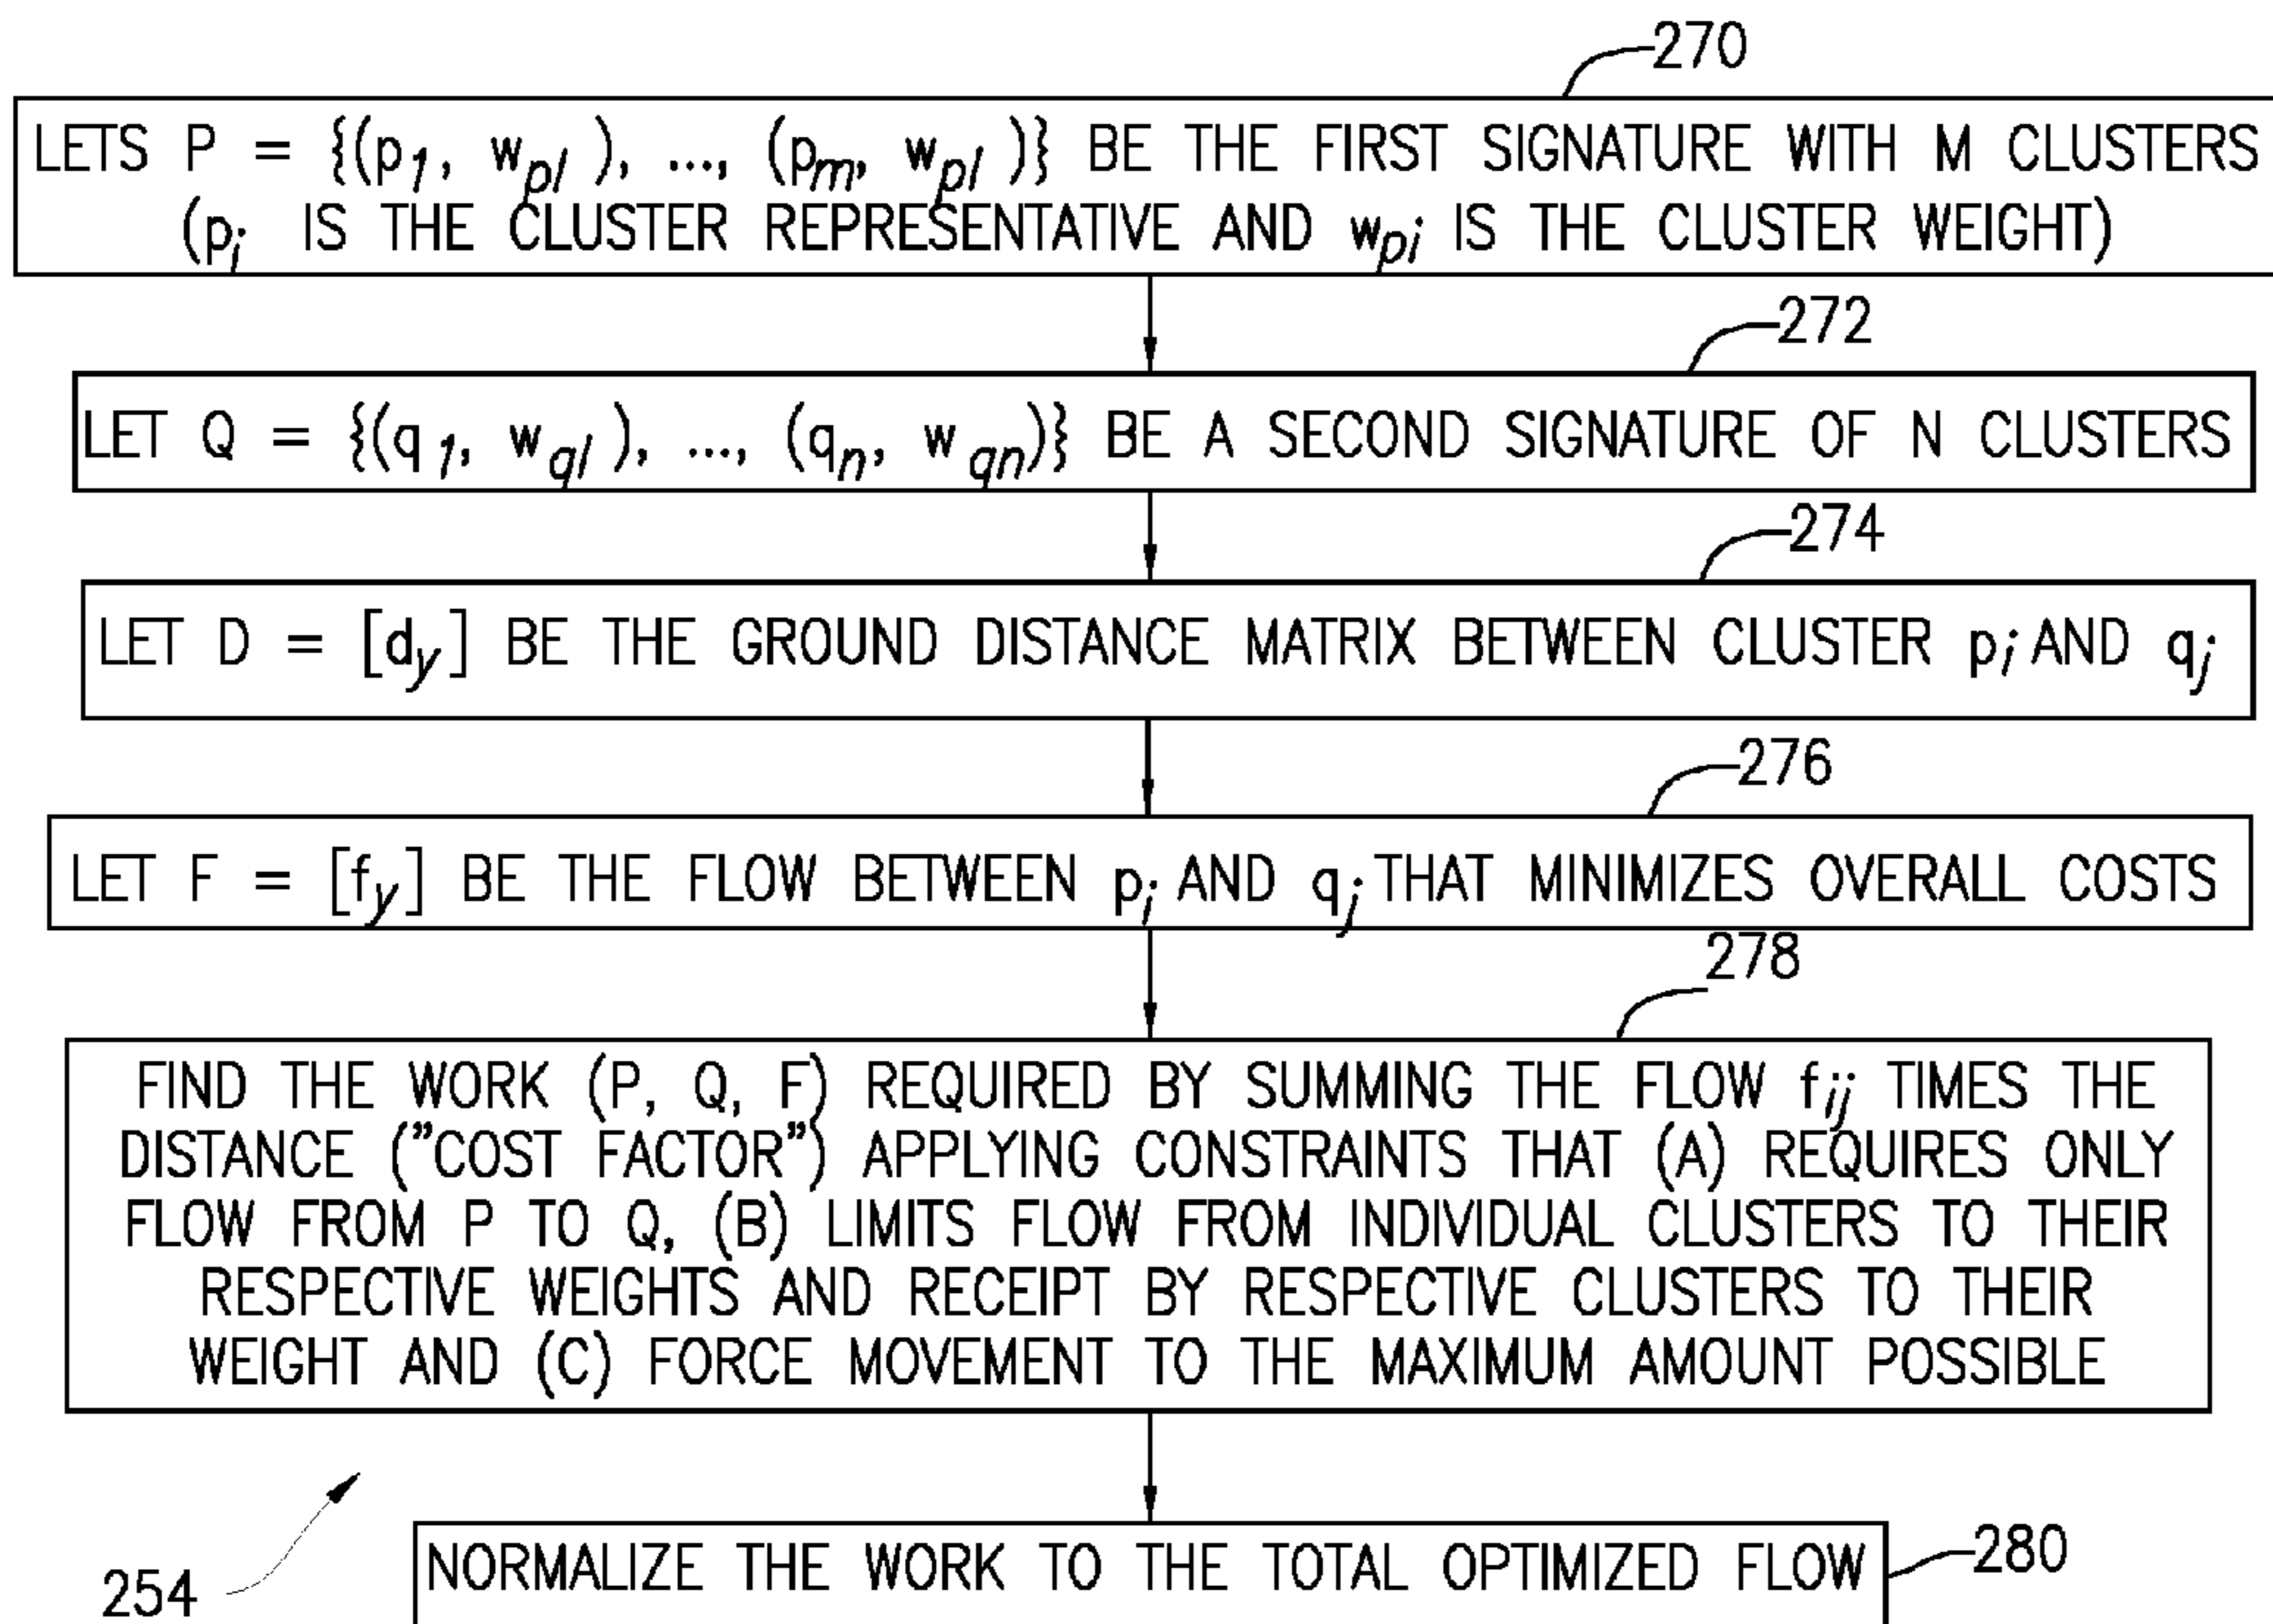 270
LETS P = {(p1, wpl ), ..., (pm, wpl )} BE THE FIRST SIGNATURE WITH M CLUSTERS
(pi IS THE CLUSTER REPRESENTATIVE AND wpi IS THE CLUSTER WEIGHT)
272
LET Q = {(q1, wql ), ..., (qn, wqn)} BE A SECOND SIGNATURE OF N CLUSTERS
274
LET D = [dy] BE THE GROUND DISTANCE MATRIX BETWEEN CLUSTER pi AND qj
276
LET F = [fy] BE THE FLOW BETWEEN pi AND qj THAT MINIMIZES OVERALL COSTS
278
FIND THE WORK (P, Q, F) REQUIRED BY SUMMING THE FLOW fij TIMES THE
DISTANCE ("COST FACTOR") APPLYING CONSTRAINTS THAT (A) REQUIRES ONLY
FLOW FROM P TO Q, (B) LIMITS FLOW FROM INDIVIDUAL CLUSTERS TO THEIR
RESPECTIVE WEIGHTS AND RECEIPT BY RESPECTIVE CLUSTERS TO THEIR
WEIGHT AND (C) FORCE MOVEMENT TO THE MAXIMUM AMOUNT POSSIBLE
NORMALIZE THE WORK TO THE TOTAL OPTIMIZED FLOW
280
254